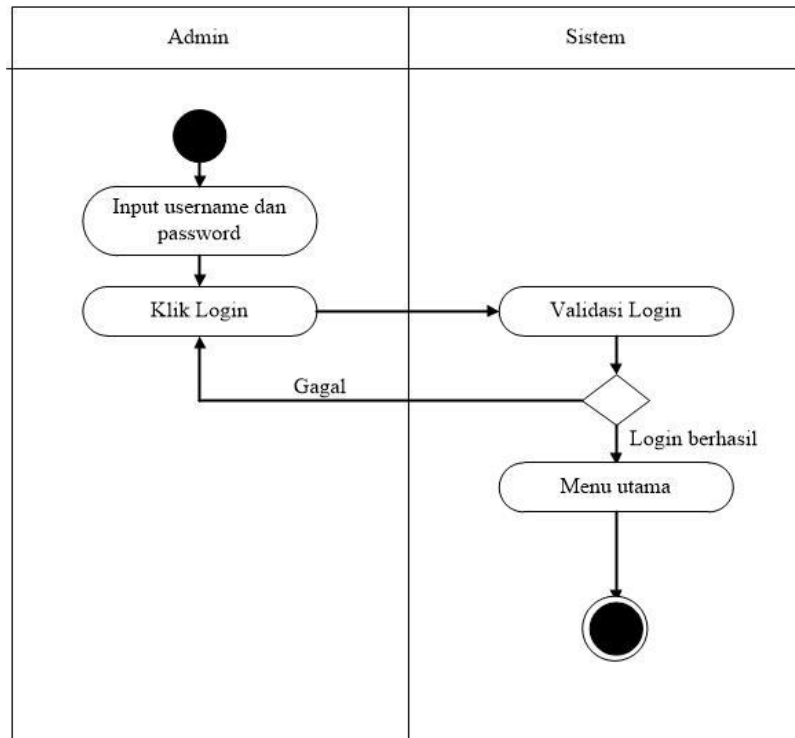 Admin
Sistem
Input username dan
password
Klik Login
Validasi Login
Gagal
Login berhasil
Menu utama